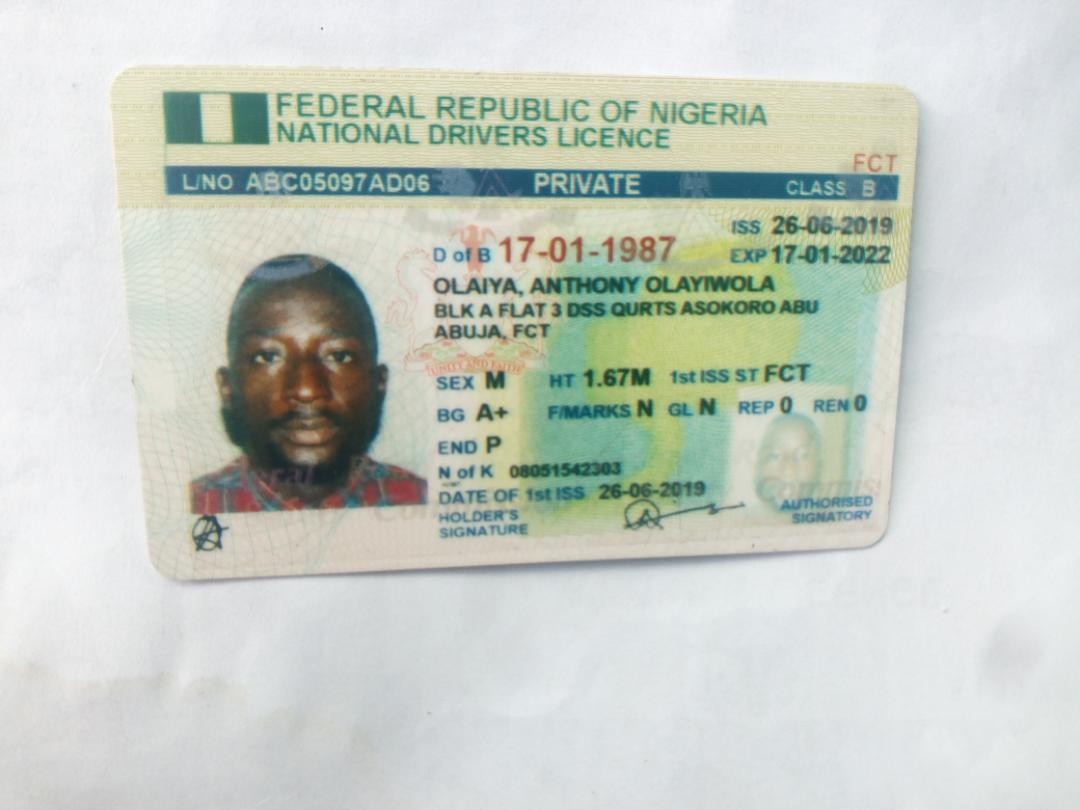 FEDERAL REPUBLIC OF NIGERIA
NATIONAL DRIVERS LICENCE
FCT
L/NO ABC05097AD06 PRIVATE CLASS B
ISS 26-06-2019
D of B 17-01-1987 EXP 17-01-2022
OLAIYA, ANTHONY OLAYIWOLA
BLK A FLAT 3 DSS QURTS ASOKORO ABU
ABUJA, FCT
UNITY AND FAITH
SEX M HT 1.67M 1st ISS ST FCT
BG A+ F/MARKS N GL N REP 0 REN 0
END P
N of K 08051542303
DATE OF 1st ISS 26-06-2019
HOLDER'S
SIGNATURE
AUTHORISED
SIGNATORY